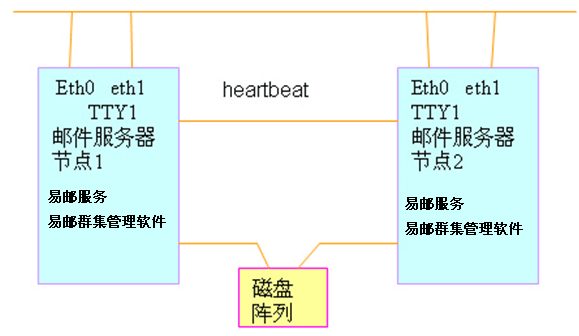 Eth0 eth1
TTY1
邮件服务器
节点1
易邮服务
易邮群集管理软件
heartbeat
Eth0 eth1
TTY1
邮件服务器
节点2
易邮服务
易邮群集管理软件
磁盘
阵列